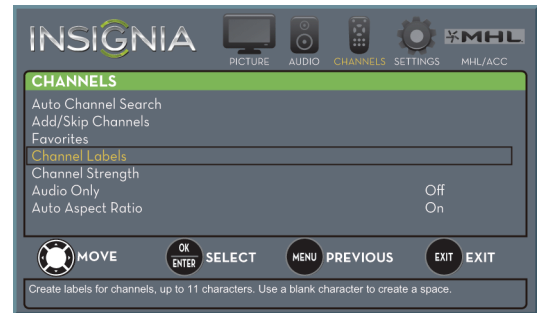 INSIGNIA
PICTURE AUDIO CHANNELS SETTINGS MHL MHL/ACC
CHANNELS
Auto Channel Search
Add/Skip Channels
Favorites
Channel Labels
Channel Strength
Audio Only Off
Auto Aspect Ratio On
MOVE OK ENTER SELECT MENU PREVIOUS EXIT EXIT
Create labels for channels, up to 11 characters. Use a blank character to create a space.